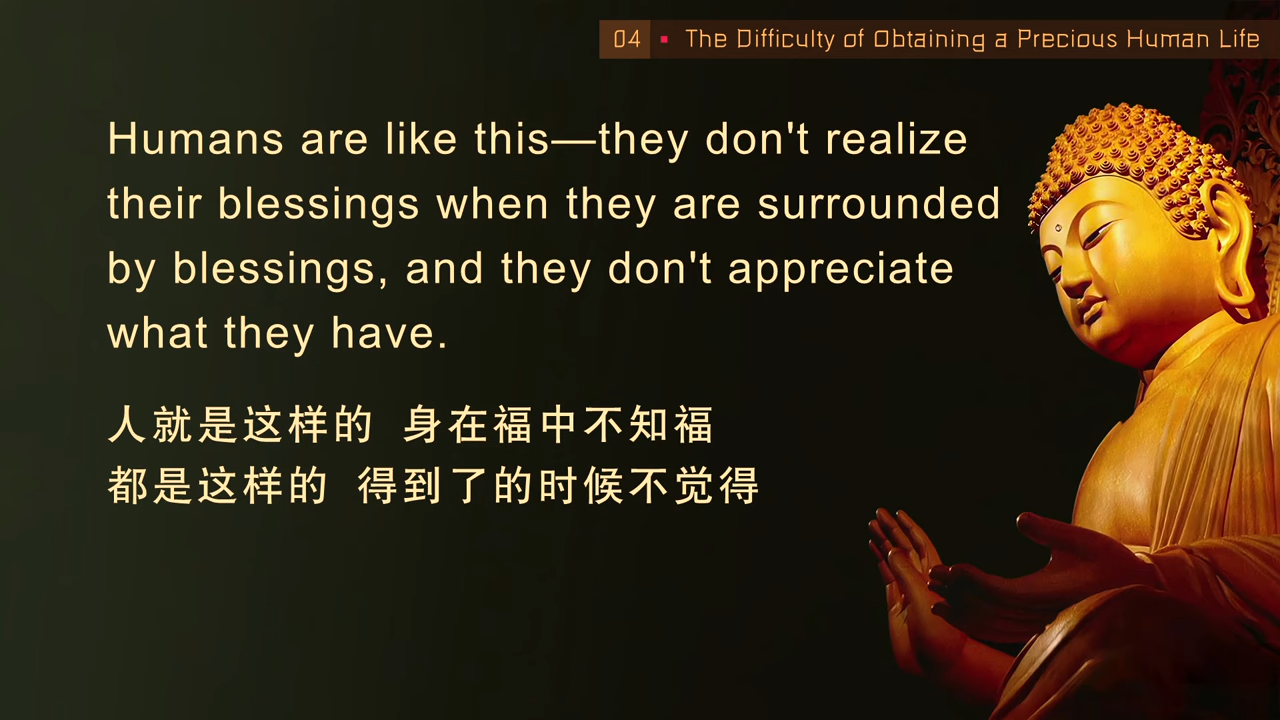 04 ▪ The Difficulty of Obtaining a Precious Human Life
Humans are like this—they don't realize
their blessings when they are surrounded
by blessings, and they don't appreciate
what they have.
人就是这样的 身在福中不知福
都是这样的 得到了的时候不觉得